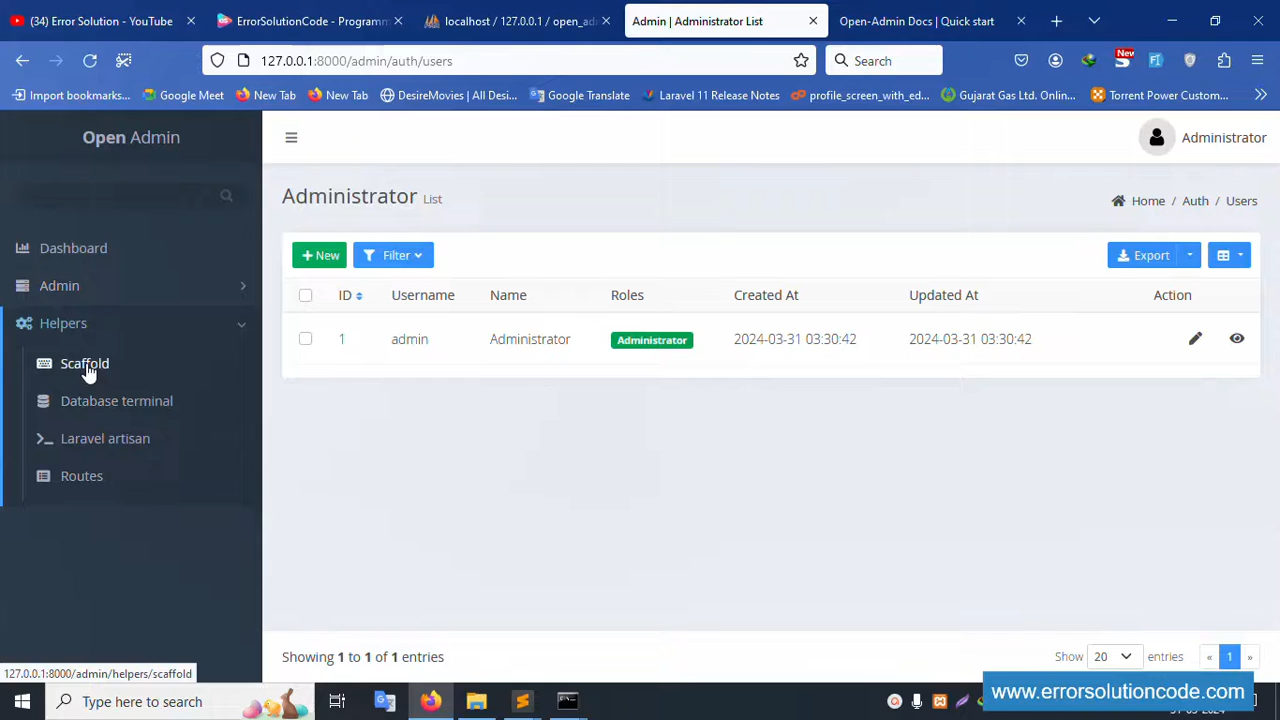 (34) Error Solution - YouTube
ErrorSolutionCode - Programm
localhost / 127.0.0.1 / open_adm
Admin | Administrator List
Open-Admin Docs | Quick start
127.0.0.1:8000/admin/auth/users
Search
Import bookmarks...
Google Meet
New Tab
New Tab
DesireMovies | All Desi...
Google Translate
Laravel 11 Release Notes
profile_screen_with_ed...
Gujarat Gas Ltd. Onlin...
Torrent Power Custom...
New
Open Admin
Administrator
Dashboard
Admin
Helpers
Scaffold
Database terminal
Laravel artisan
Routes
Administrator List
Home / Auth / Users
+ New
Filter
Export
ID Username Name Roles Created At Updated At Action
1 admin Administrator Administrator 2024-03-31 03:30:42 2024-03-31 03:30:42
Showing 1 to 1 of 1 entries
Show 20 entries « 1 »
127.0.0.1:8000/admin/helpers/scaffold
Type here to search
www.errorsolutioncode.com